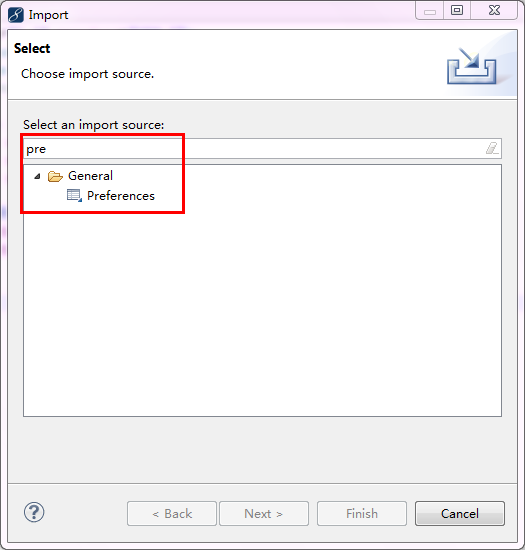 Import
Select
Choose import source.
Select an import source:
pre
General
Preferences
< Back
Next >
Finish
Cancel